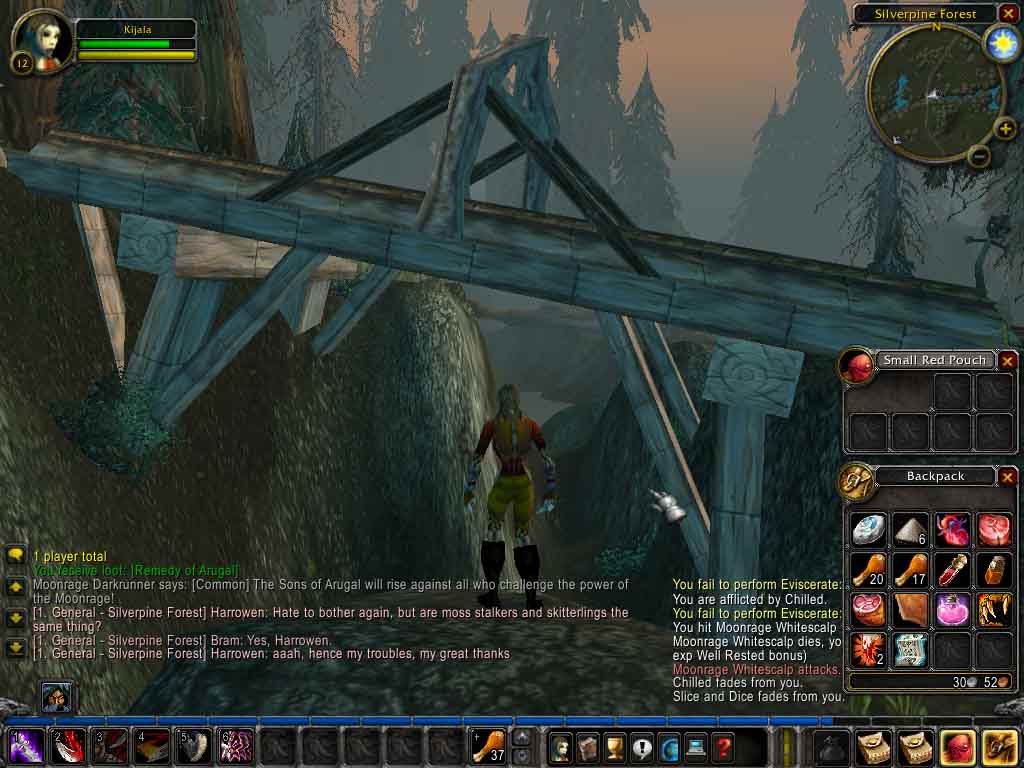 Kijala
12
Silverpine Forest
N
Small Red Pouch
Backpack
6
20
17
2
30 52
1 player total
You receive loot: [Remedy of Arugal]
Moonrage Darkrunner says: [Common] The Sons of Arugal will rise against all who challenge the power of
the Moonrage!
[1. General - Silverpine Forest] Harrowen: Hate to bother again, but are moss stalkers and skitterlings the
same thing?
[1. General - Silverpine Forest] Bram: Yes, Harrowen.
[1. General - Silverpine Forest] Harrowen: aaah, hence my troubles, my great thanks
You fail to perform Eviscerate:
You are afflicted by Chilled.
You fail to perform Eviscerate:
You hit Moonrage Whitescalp
Moonrage Whitescalp dies, yo
exp Well Rested bonus)
Moonrage Whitescalp attacks.
Chilled fades from you.
Slice and Dice fades from you.
1 2 3 4 5 6 + 37